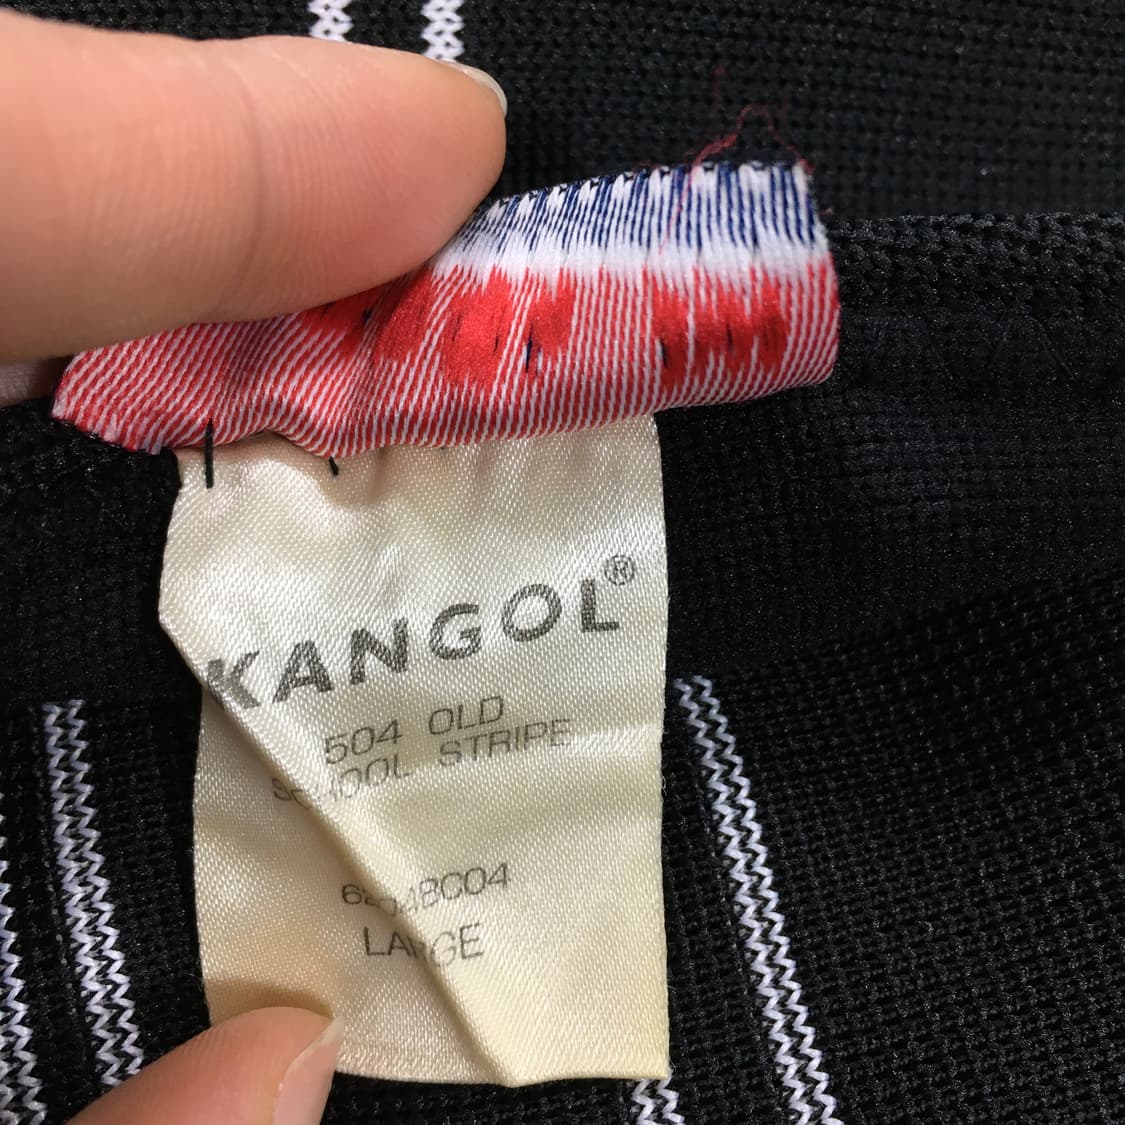 KANGOL®
504 OLD
SCHOOL STRIPE
LARGE